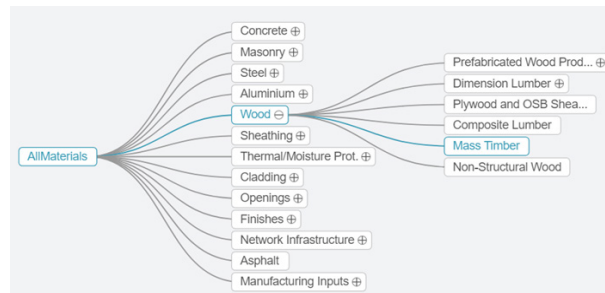 Concrete
Masonry
Steel
Aluminium
Wood
Sheathing
AllMaterials
Thermal/Moisture Prot.
Cladding
Openings
Finishes
Network Infrastructure
Asphalt
Manufacturing Inputs
Prefabricated Wood Prod...
Dimension Lumber
Plywood and OSB Shea...
Composite Lumber
Mass Timber
Non-Structural Wood